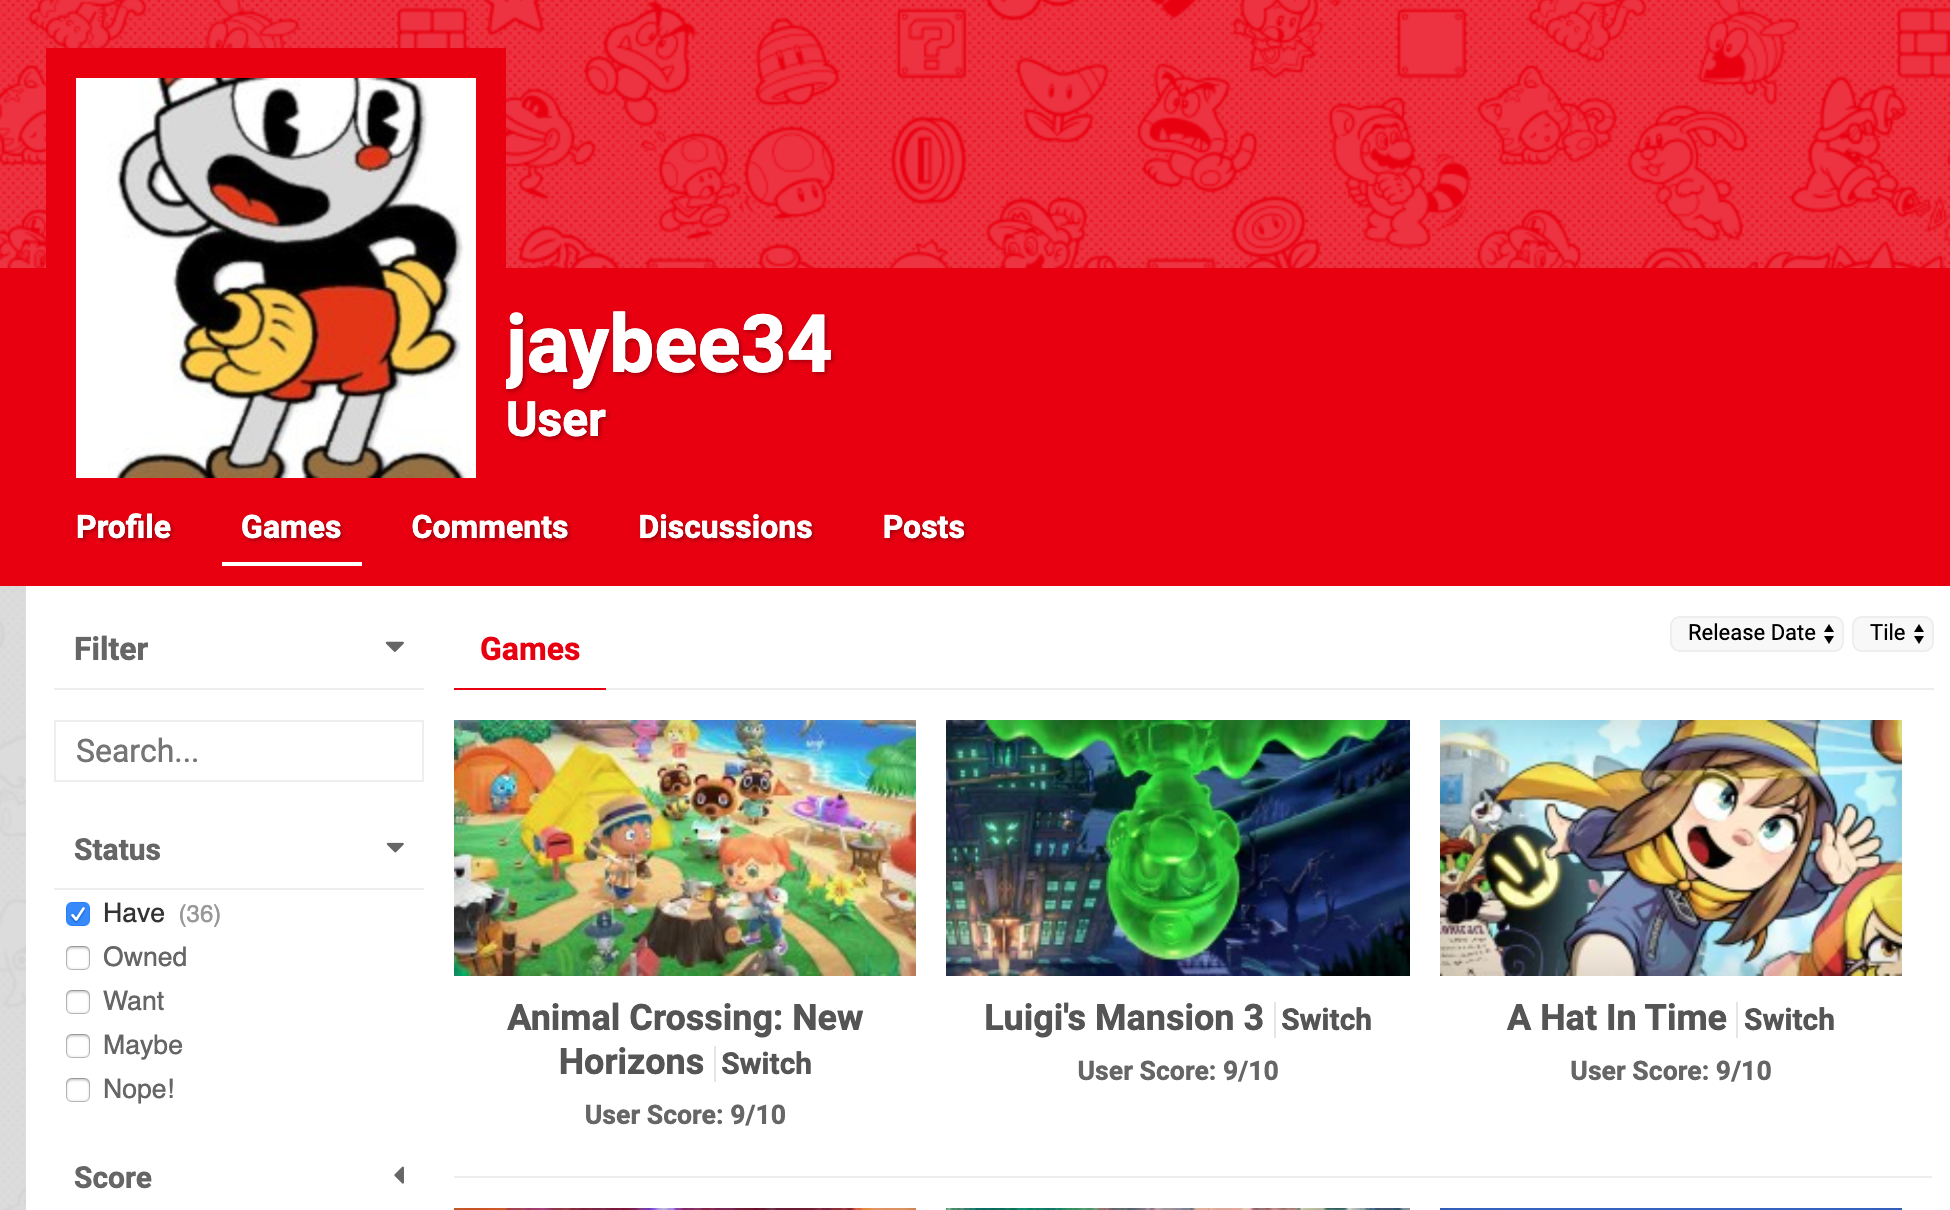 jaybee34
User
Profile Games Comments Discussions Posts
Filter
Search...
Status
Have (36)
Owned
Want
Maybe
Nope!
Score
Games
Release Date Tile
Animal Crossing: New
Horizons Switch
User Score: 9/10
Luigi's Mansion 3 Switch
User Score: 9/10
A Hat In Time Switch
User Score: 9/10